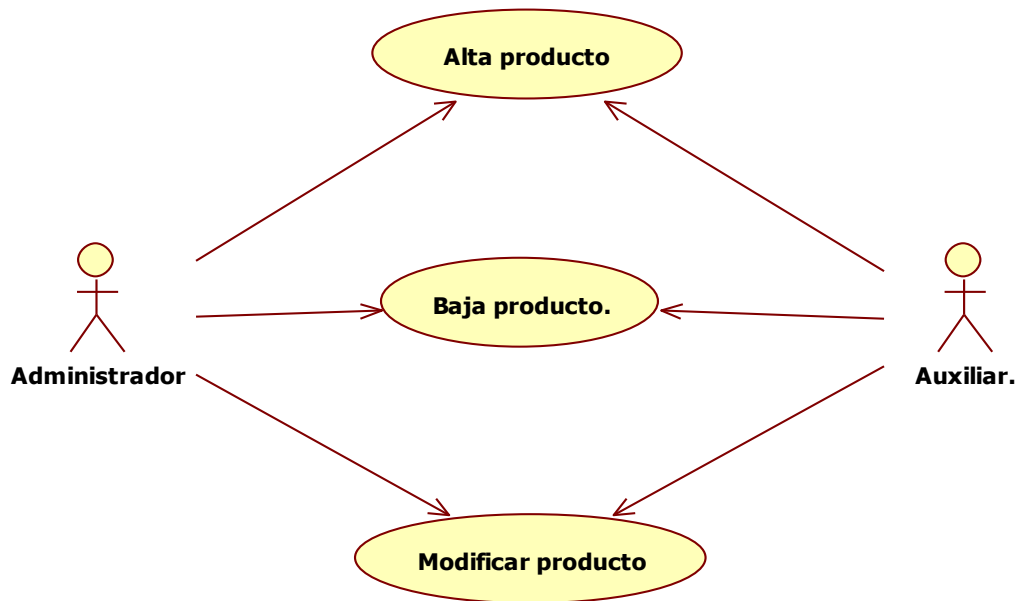 Alta producto
Baja producto.
Administrador
Auxiliar.
Modificar producto